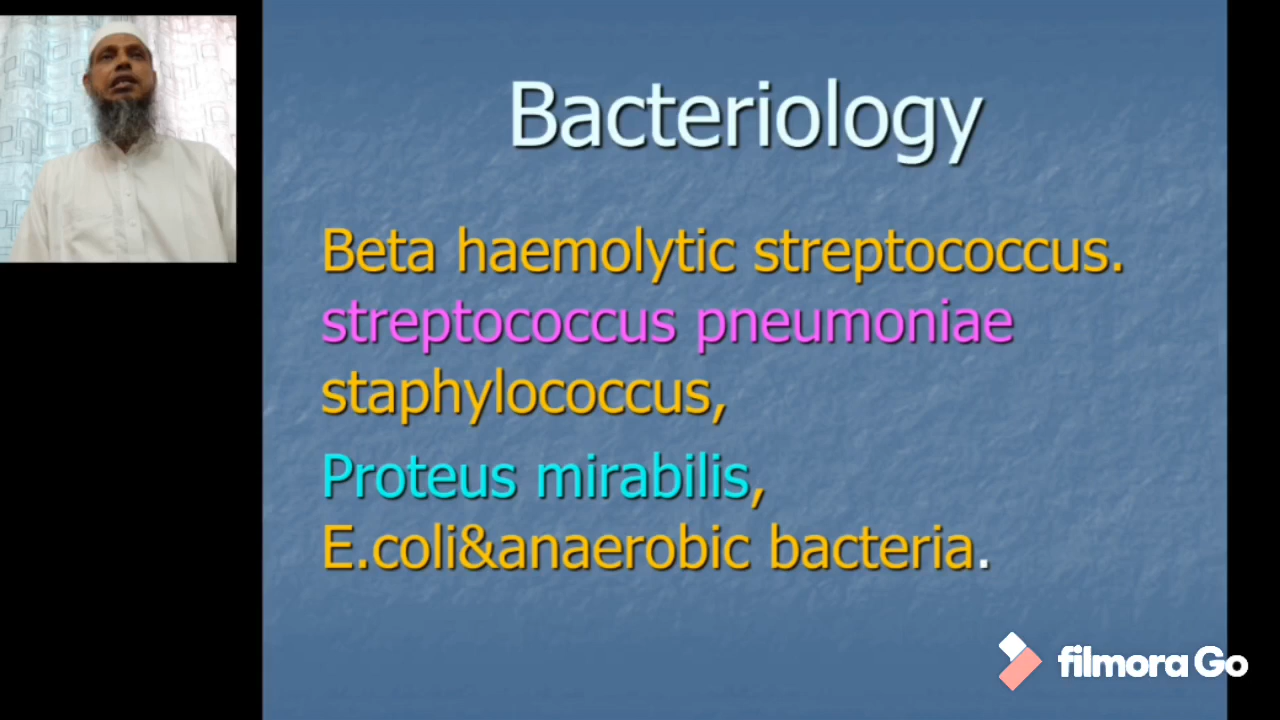 Bacteriology
Beta haemolytic streptococcus.
streptococcus pneumoniae
staphylococcus,
Proteus mirabilis,
E.coli&anaerobic bacteria.
filmora Go